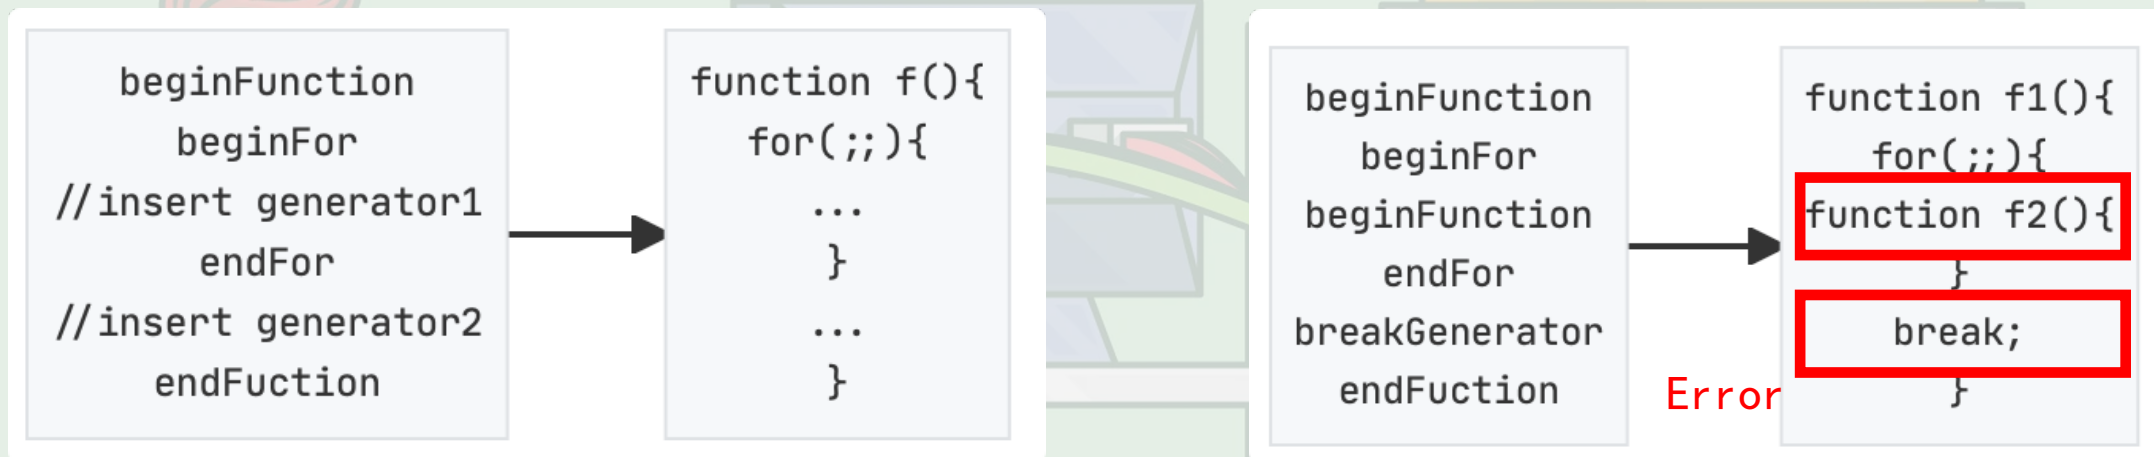 beginFunction
beginFor
//insert generator1
endFor
//insert generator2
endFuction
function f(){
for(;;){
...
}
...
}
beginFunction
beginFor
beginFunction
endFor
breakGenerator
endFuction
Error
function f1(){
for(;;){
function f2(){
}
break;
}